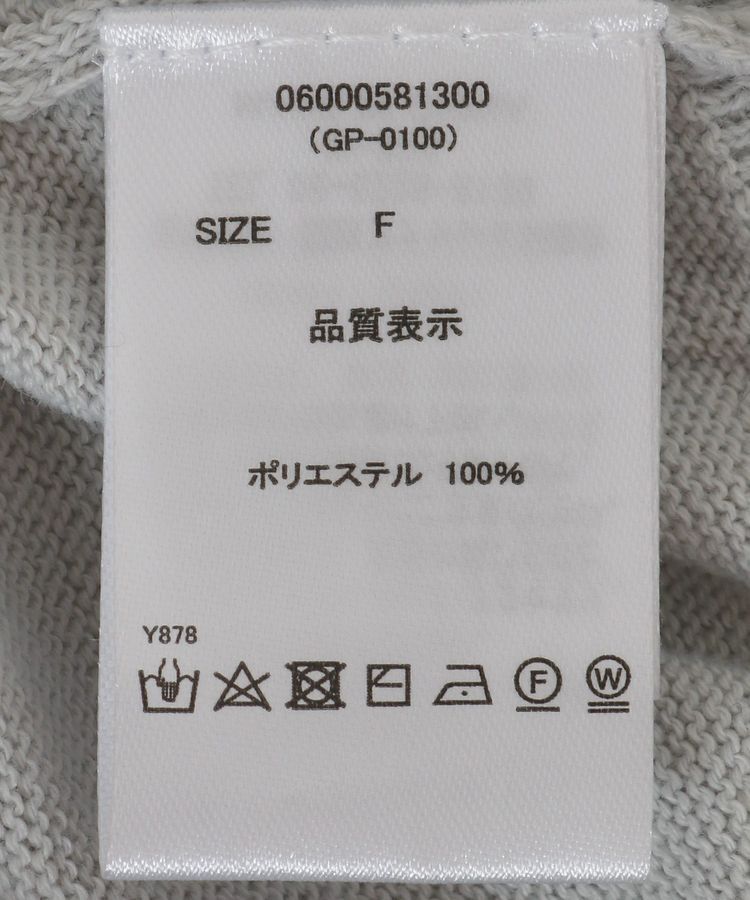 06000581300
(GP-0100)
SIZE F
品質表示
ポリエステル 100%
Y878
F W